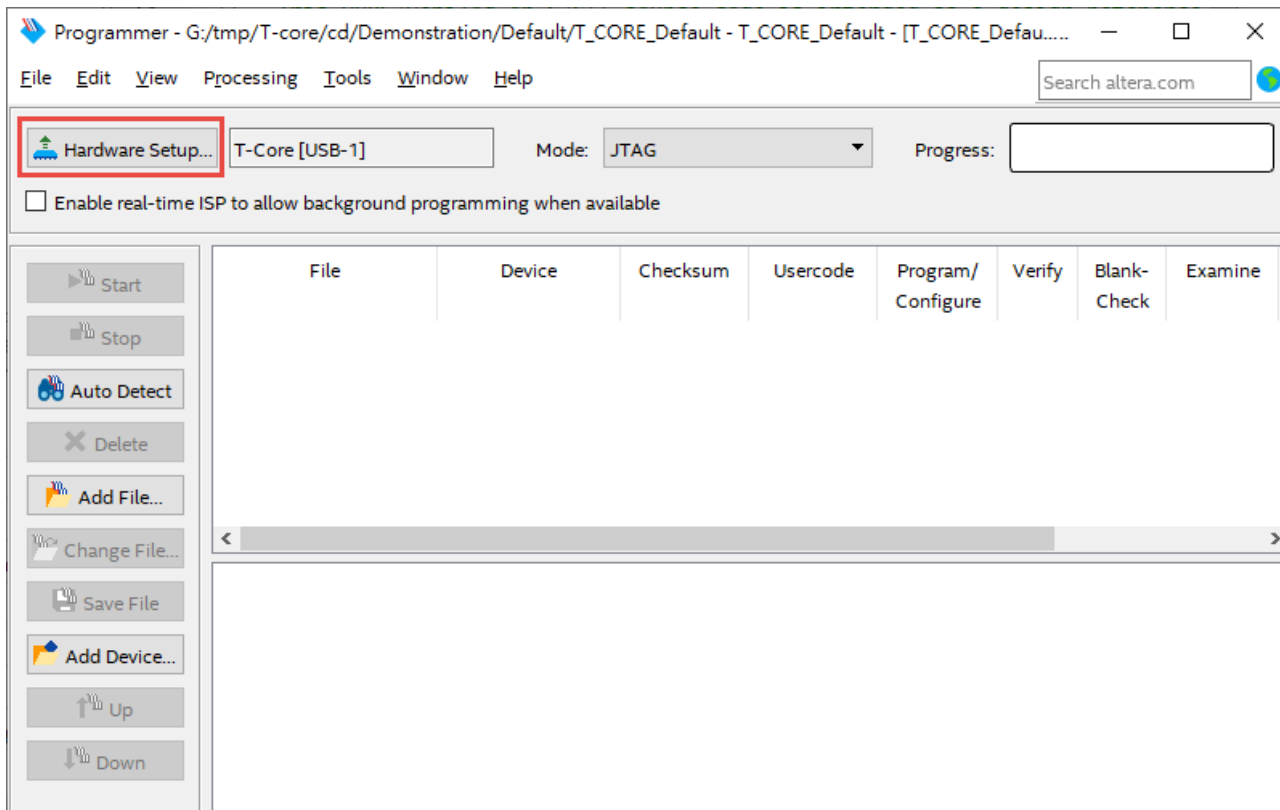 Programmer - G:/tmp/T-core/cd/Demonstration/Default/T_CORE_Default - T_CORE_Default - [T_CORE_Defau.....
File Edit View Processing Tools Window Help
Search altera.com
Hardware Setup... T-Core [USB-1] Mode: JTAG Progress:
Enable real-time ISP to allow background programming when available
File Device Checksum Usercode Program/ Verify Blank- Examine
Configure Check
Start
Stop
Auto Detect
Delete
Add File...
Change File...
Save File
Add Device...
Up
Down